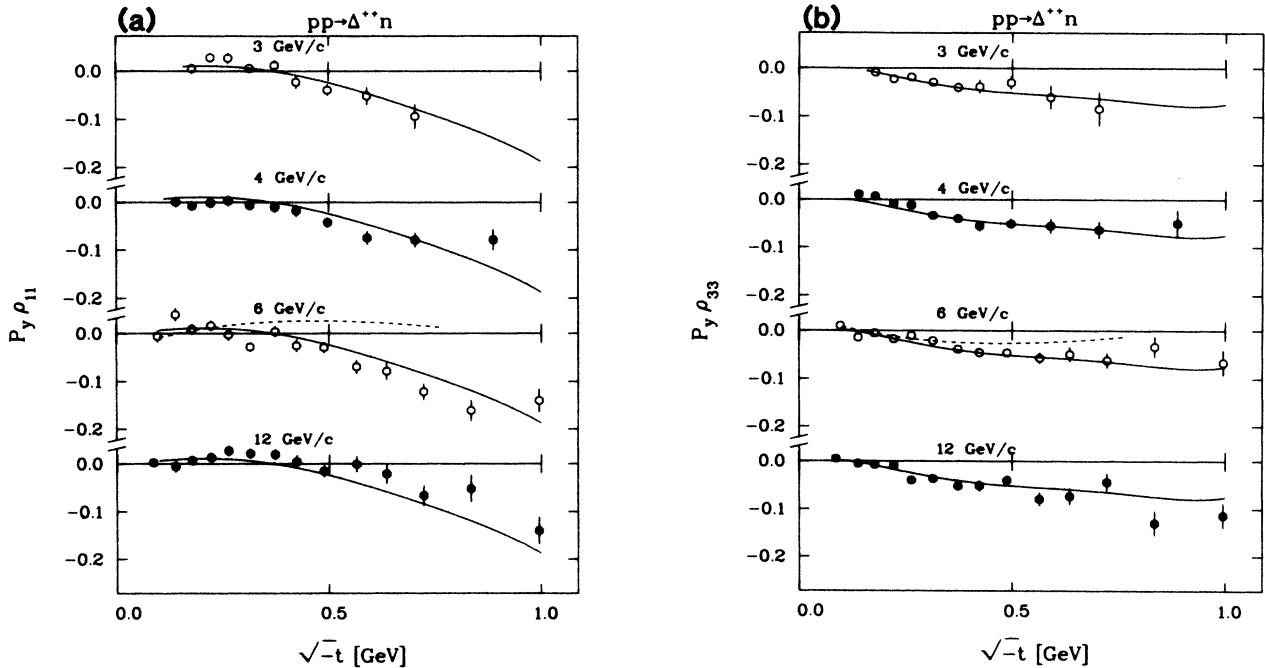 (a)
pp→Δ⁺⁺n
3 GeV/c
0.0
−0.1
−0.2
4 GeV/c
0.0
−0.1
−0.2
6 GeV/c
0.0
−0.1
−0.2
12 GeV/c
0.0
−0.1
−0.2
P_y ρ₁₁
0.0 0.5 1.0
√−t [GeV]
(b)
pp→Δ⁺⁺n
3 GeV/c
0.0
−0.1
−0.2
4 GeV/c
0.0
−0.1
−0.2
6 GeV/c
0.0
−0.1
−0.2
12 GeV/c
0.0
−0.1
−0.2
P_y ρ₃₃
0.0 0.5 1.0
√−t [GeV]